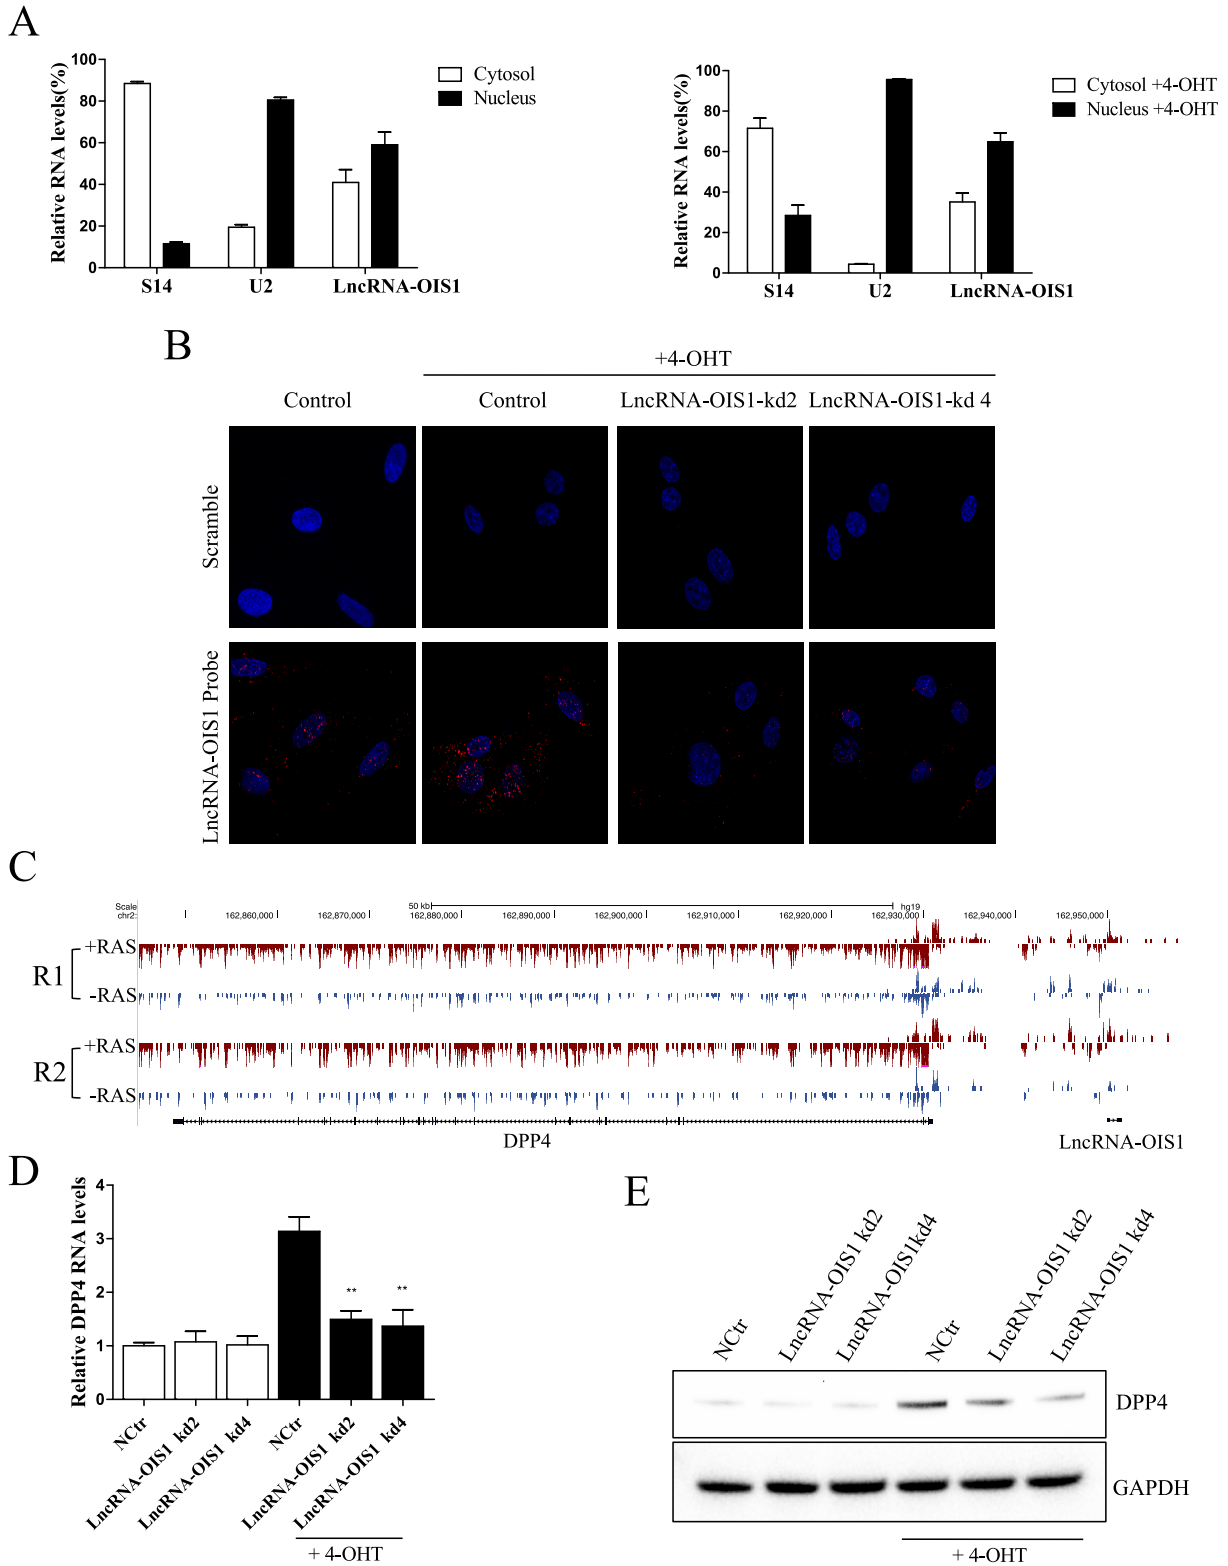 A
Relative RNA levels(%)
100
80
60
40
20
0
S14
U2
LncRNA-OIS1
Cytosol
Nucleus
Relative RNA levels(%)
100
80
60
40
20
0
S14
U2
LncRNA-OIS1
Cytosol +4-OHT
Nucleus +4-OHT
B
+4-OHT
Control
Control
LncRNA-OIS1-kd2
LncRNA-OIS1-kd 4
Scramble
LncRNA-OIS1 Probe
C
Scale
50 kb
hg19
chr2:
162,860,000
162,870,000
162,880,000
162,890,000
162,900,000
162,910,000
162,920,000
162,930,000
162,940,000
162,950,000
R1
+RAS
-RAS
R2
+RAS
-RAS
DPP4
LncRNA-OIS1
D
Relative DPP4 RNA levels
4
3
2
1
0
**
**
NCtr
LncRNA-OIS1 kd2
LncRNA-OIS1 kd4
NCtr
LncRNA-OIS1 kd2
LncRNA-OIS1 kd4
+ 4-OHT
E
NCtr
LncRNA-OIS1 kd2
LncRNA-OIS1kd4
NCtr
LncRNA-OIS1 kd2
LncRNA-OIS1 kd4
DPP4
GAPDH
+ 4-OHT